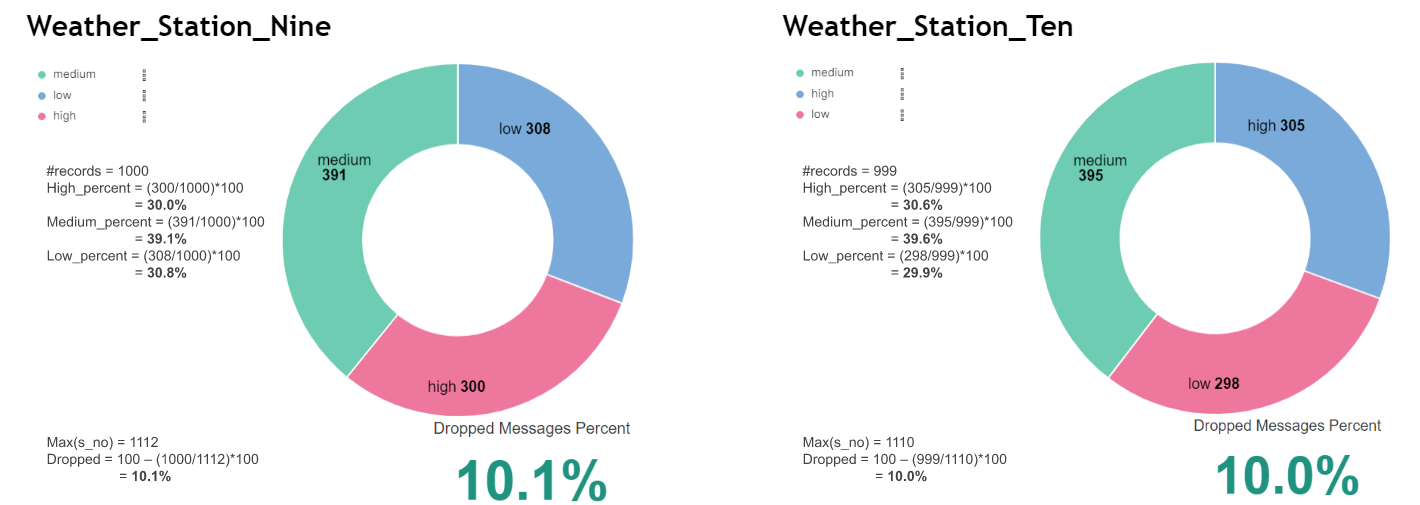 Weather_Station_Nine
medium
low
high
#records = 1000
High_percent = (300/1000)*100
= 30.0%
Medium_percent = (391/1000)*100
= 39.1%
Low_percent = (308/1000)*100
= 30.8%
low 308
medium
391
high 300
Max(s_no) = 1112
Dropped = 100 – (1000/1112)*100
= 10.1%
Dropped Messages Percent
10.1%
Weather_Station_Ten
medium
high
low
#records = 999
High_percent = (305/999)*100
= 30.6%
Medium_percent = (395/999)*100
= 39.6%
Low_percent = (298/999)*100
= 29.9%
high 305
medium
395
low 298
Max(s_no) = 1110
Dropped = 100 – (999/1110)*100
= 10.0%
Dropped Messages Percent
10.0%